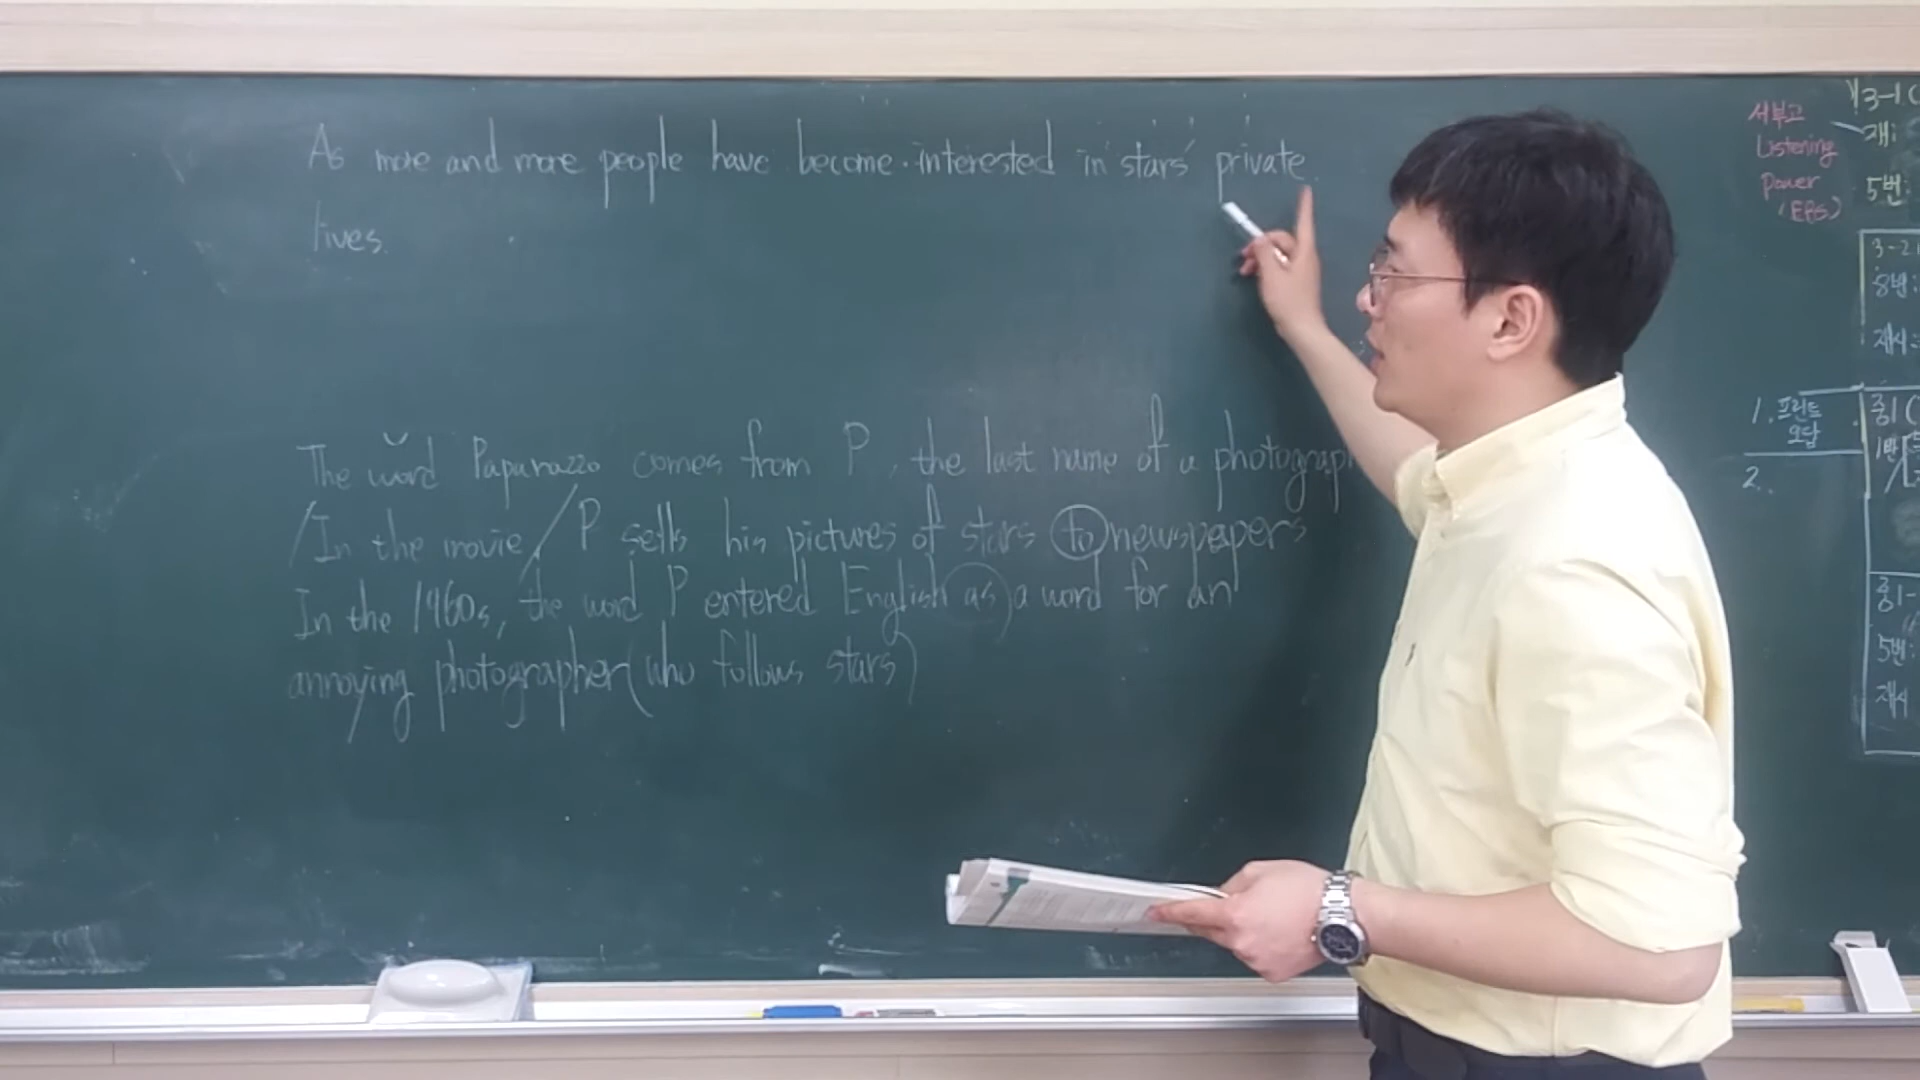 As more and more people have become interested in stars' private
lives.
The word Paparazzo comes from P, the last name of a photograph
/In the movie / P sells his pictures of stars to newspepers
In the 1960s, the word P entered English as) a word for an
annoying photographer (who follows stars)
서부고
Listening
Power
(EBS)
3-1 (
재:
5번:
3-2
8번:
재시:
1. 프린트
오답
2.
중1 (
1번
중1-
5번:
재시